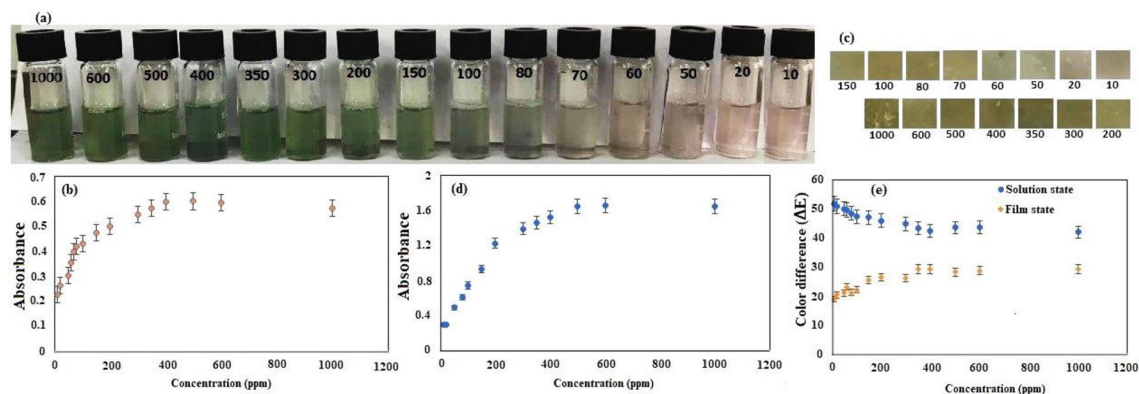 (a)
1000 600 500 400 350 300 200 150 100 80 70 60 50 20 10
(c)
150 100 80 70 60 50 20 10
1000 600 500 400 350 300 200
(b)
0.7
0.6
0.5
0.4
0.3
0.2
0.1
0
Absorbance
0 200 400 600 800 1000 1200
Concentration (ppm)
(d)
2
1.6
1.2
0.8
0.4
0
Absorbance
0 200 400 600 800 1000 1200
Concentration (ppm)
(e)
Solution state
Film state
60
50
40
30
20
10
0
Color difference (ΔE)
0 200 400 600 800 1000 1200
Concentration (ppm)